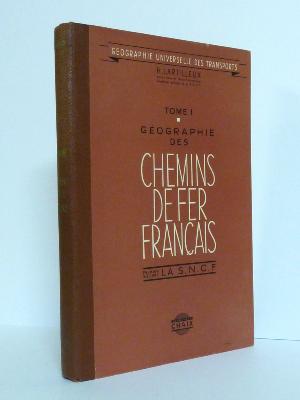 GÉOGRAPHIE UNIVERSELLE DES TRANSPORTS
H. LARTILLEUX
TOME I
GÉOGRAPHIE
DES
CHEMINS
DE FER
FRANÇAIS
LA S.N.C.F
CHAIX